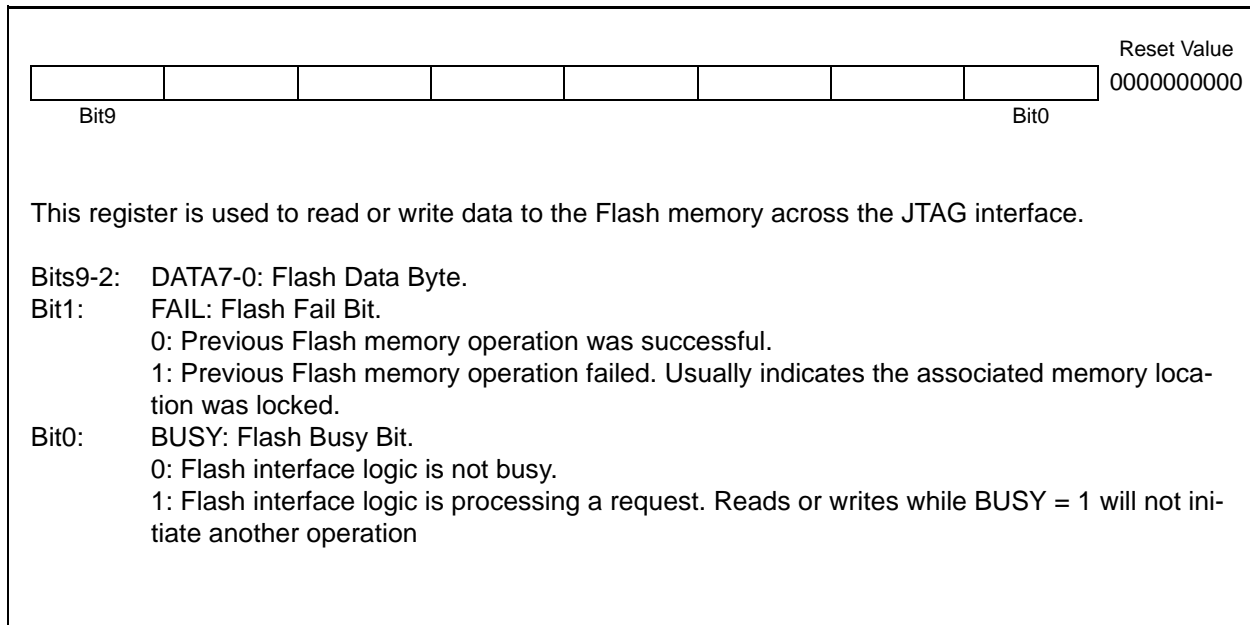 Reset Value
0000000000
Bit9 Bit0
This register is used to read or write data to the Flash memory across the JTAG interface.
Bits9-2: DATA7-0: Flash Data Byte.
Bit1: FAIL: Flash Fail Bit.
0: Previous Flash memory operation was successful.
1: Previous Flash memory operation failed. Usually indicates the associated memory loca-
tion was locked.
Bit0: BUSY: Flash Busy Bit.
0: Flash interface logic is not busy.
1: Flash interface logic is processing a request. Reads or writes while BUSY = 1 will not ini-
tiate another operation